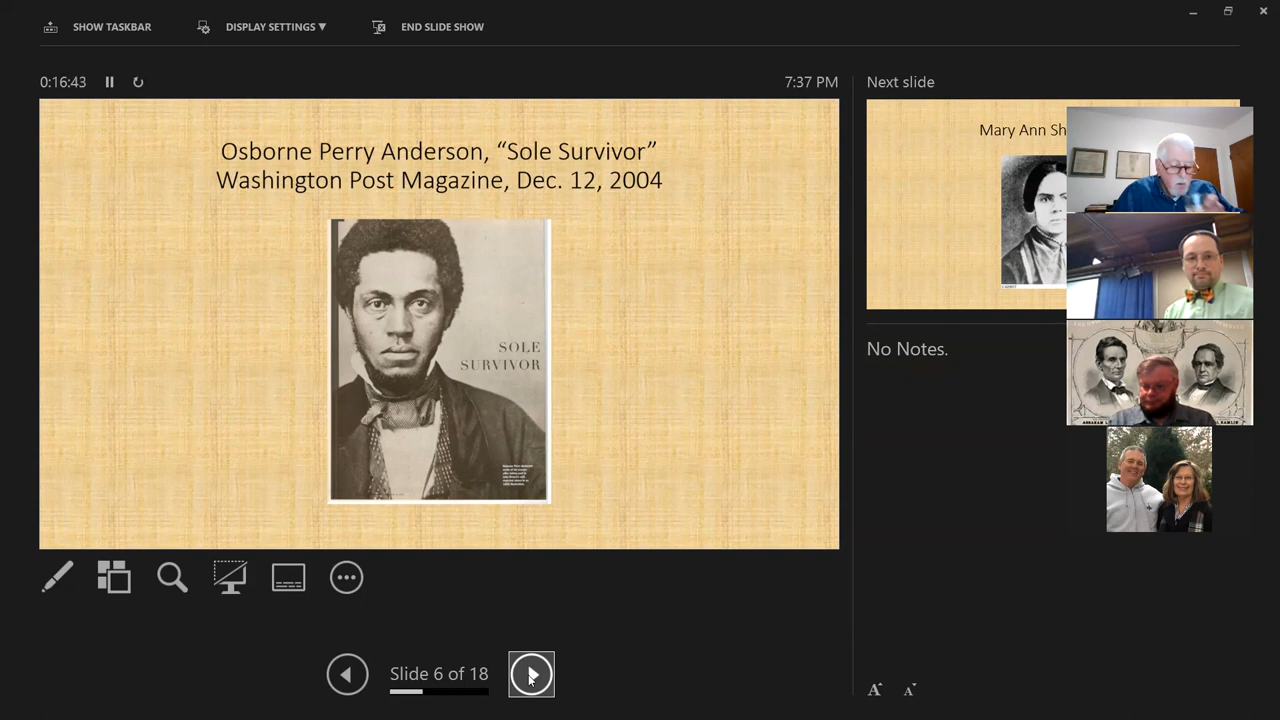 SHOW TASKBAR
DISPLAY SETTINGS ▼
END SLIDE SHOW
0:16:43
7:37 PM
Next slide
Osborne Perry Anderson, “Sole Survivor”
Washington Post Magazine, Dec. 12, 2004
SOLE
SURVIVOR
Mary Ann Sh
No Notes.
Slide 6 of 18